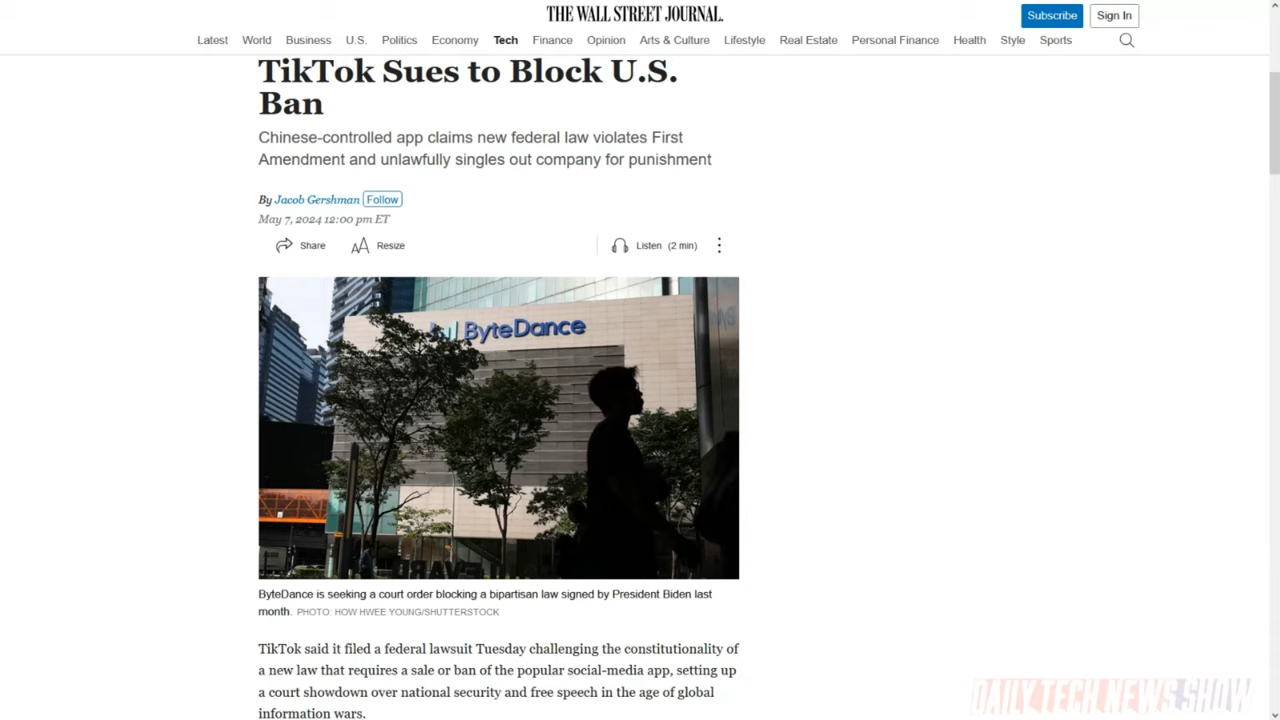 THE WALL STREET JOURNAL.
Subscribe
Sign In
Latest World Business U.S. Politics Economy Tech Finance Opinion Arts & Culture Lifestyle Real Estate Personal Finance Health Style Sports
TikTok Sues to Block U.S.
Ban
Chinese-controlled app claims new federal law violates First
Amendment and unlawfully singles out company for punishment
By Jacob Gershman Follow
May 7, 2024 12:00 pm ET
Share Resize Listen (2 min)
ByteDance
ByteDance is seeking a court order blocking a bipartisan law signed by President Biden last
month. PHOTO: HOW HWEE YOUNG/SHUTTERSTOCK
TikTok said it filed a federal lawsuit Tuesday challenging the constitutionality of
a new law that requires a sale or ban of the popular social-media app, setting up
a court showdown over national security and free speech in the age of global
information wars.
DAILY TECH NEWS SHOW